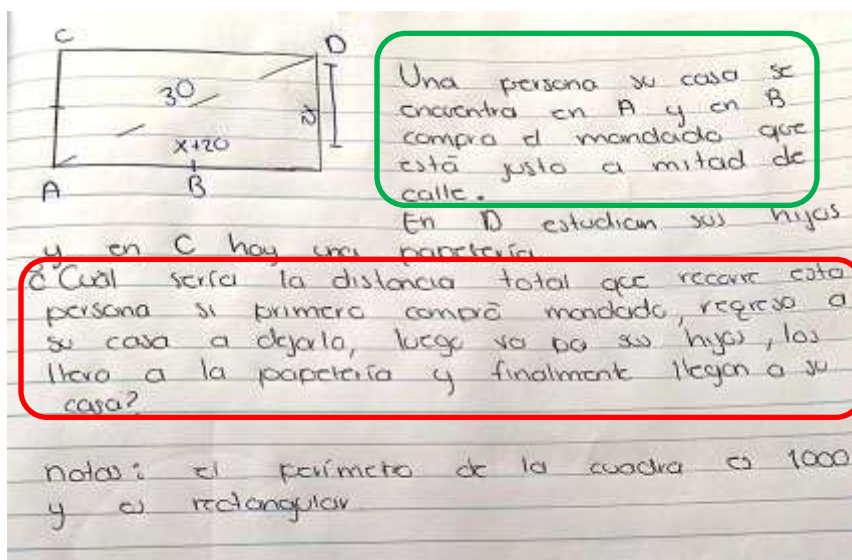 C
D
30
x+20
A
B
Una persona su casa se
encuentra en A y en B
compra el mandado que
está justo a mitad de
calle.
En D estudian sus hijos
y en C hay una papelería
¿Cuál sería la distancia total que recorre esta
persona si primero compró mandado, regreso a
su casa a dejarlo, luego va po sus hijos, los
llevo a la papelería y finalmente llegan a su
casa?
notas: el perímetro de la cuadra es 1000
y es rectangular